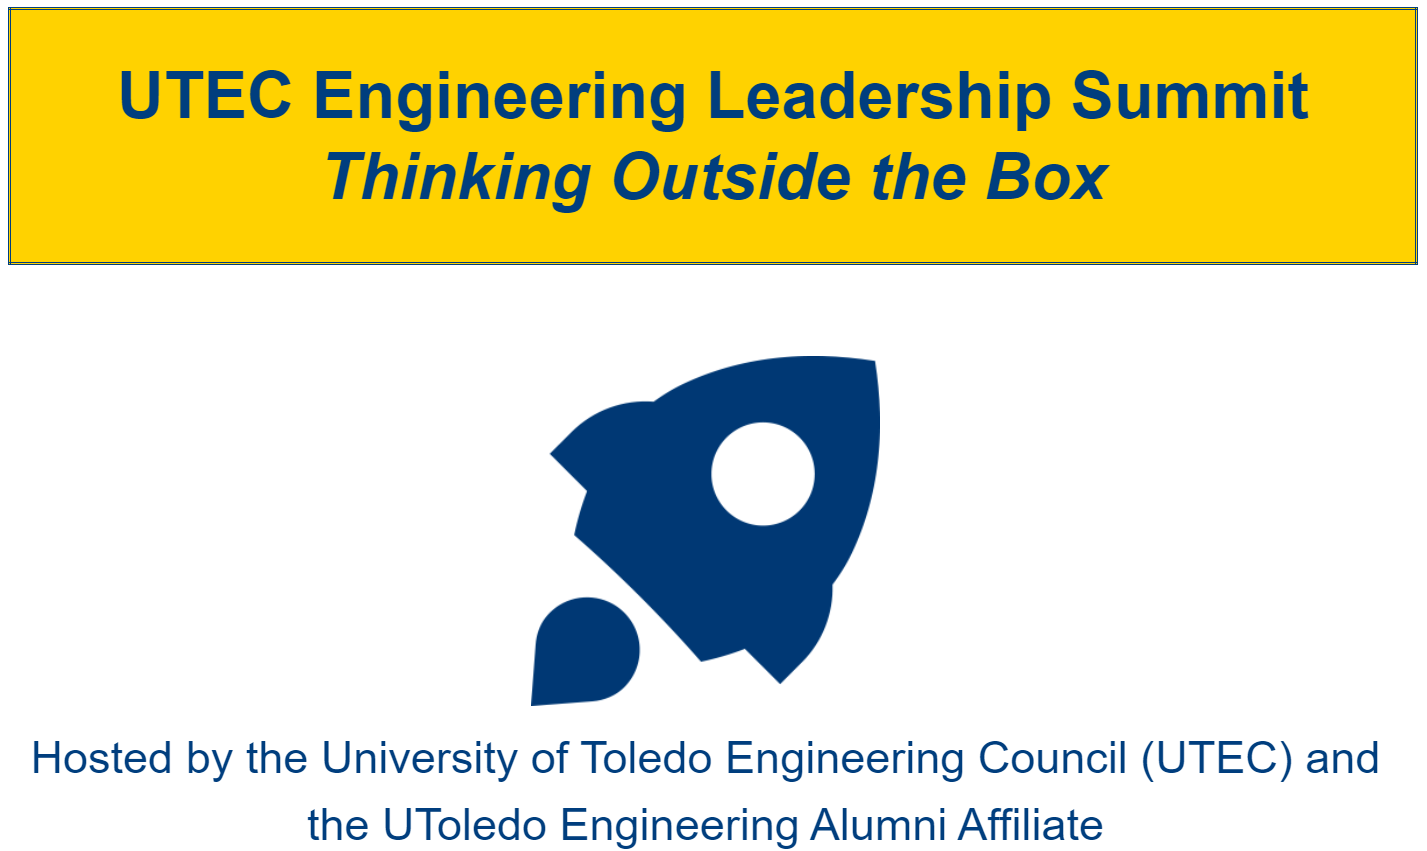 UTEC Engineering Leadership Summit
Thinking Outside the Box
Hosted by the University of Toledo Engineering Council (UTEC) and
the UToledo Engineering Alumni Affiliate